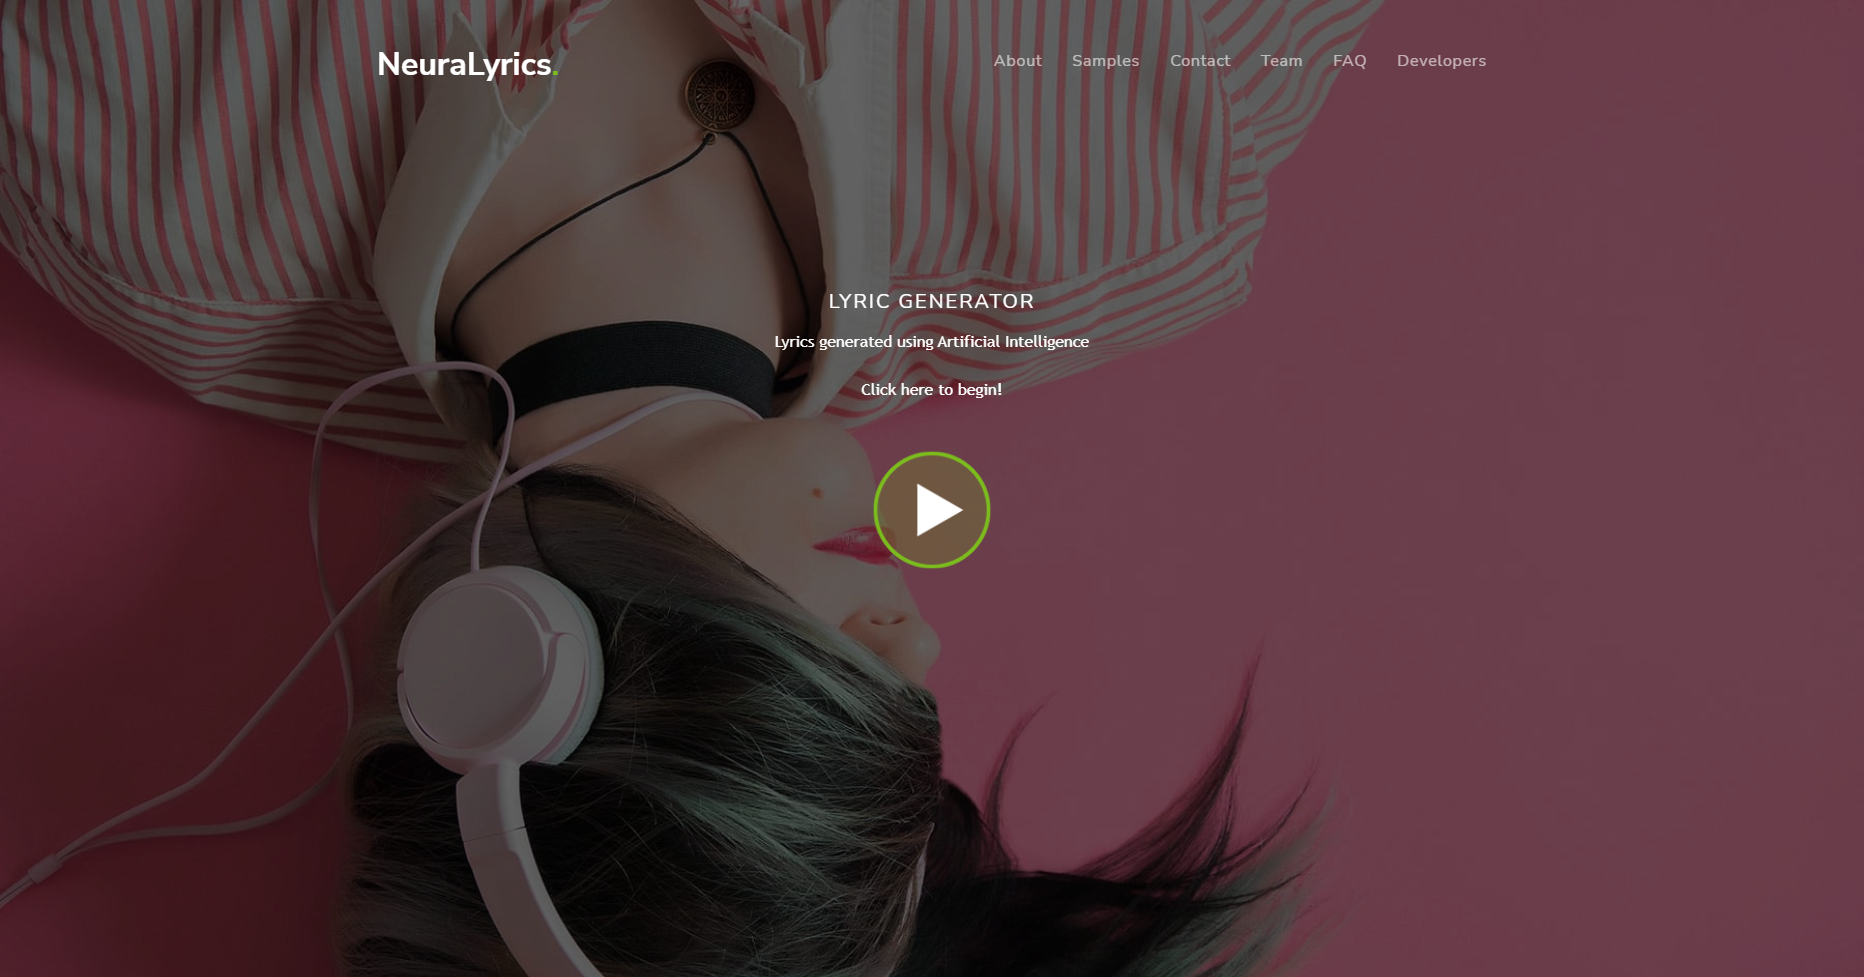 NeuraLyrics.
About Samples Contact Team FAQ Developers
LYRIC GENERATOR
Lyrics generated using Artificial Intelligence
Click here to begin!